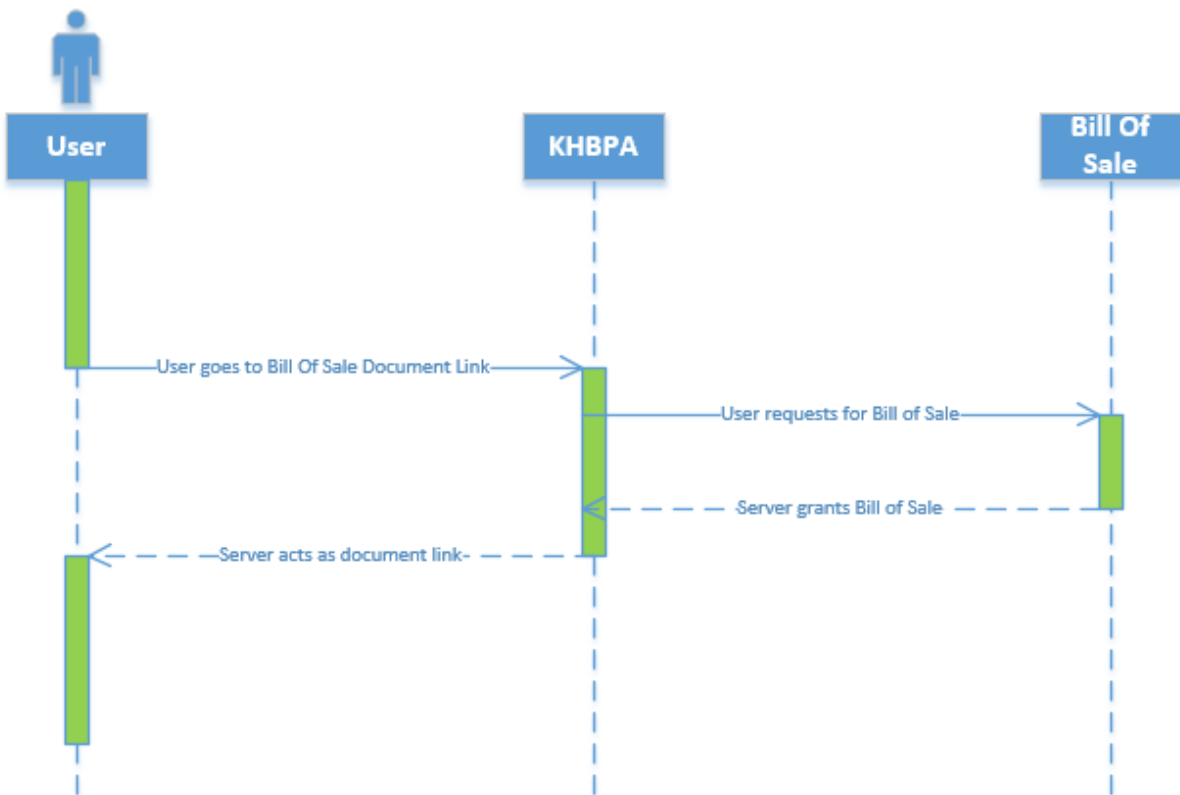 User
KHBPA
Bill Of
Sale
User goes to Bill Of Sale Document Link
User requests for Bill of Sale
Server grants Bill of Sale
Server acts as document link